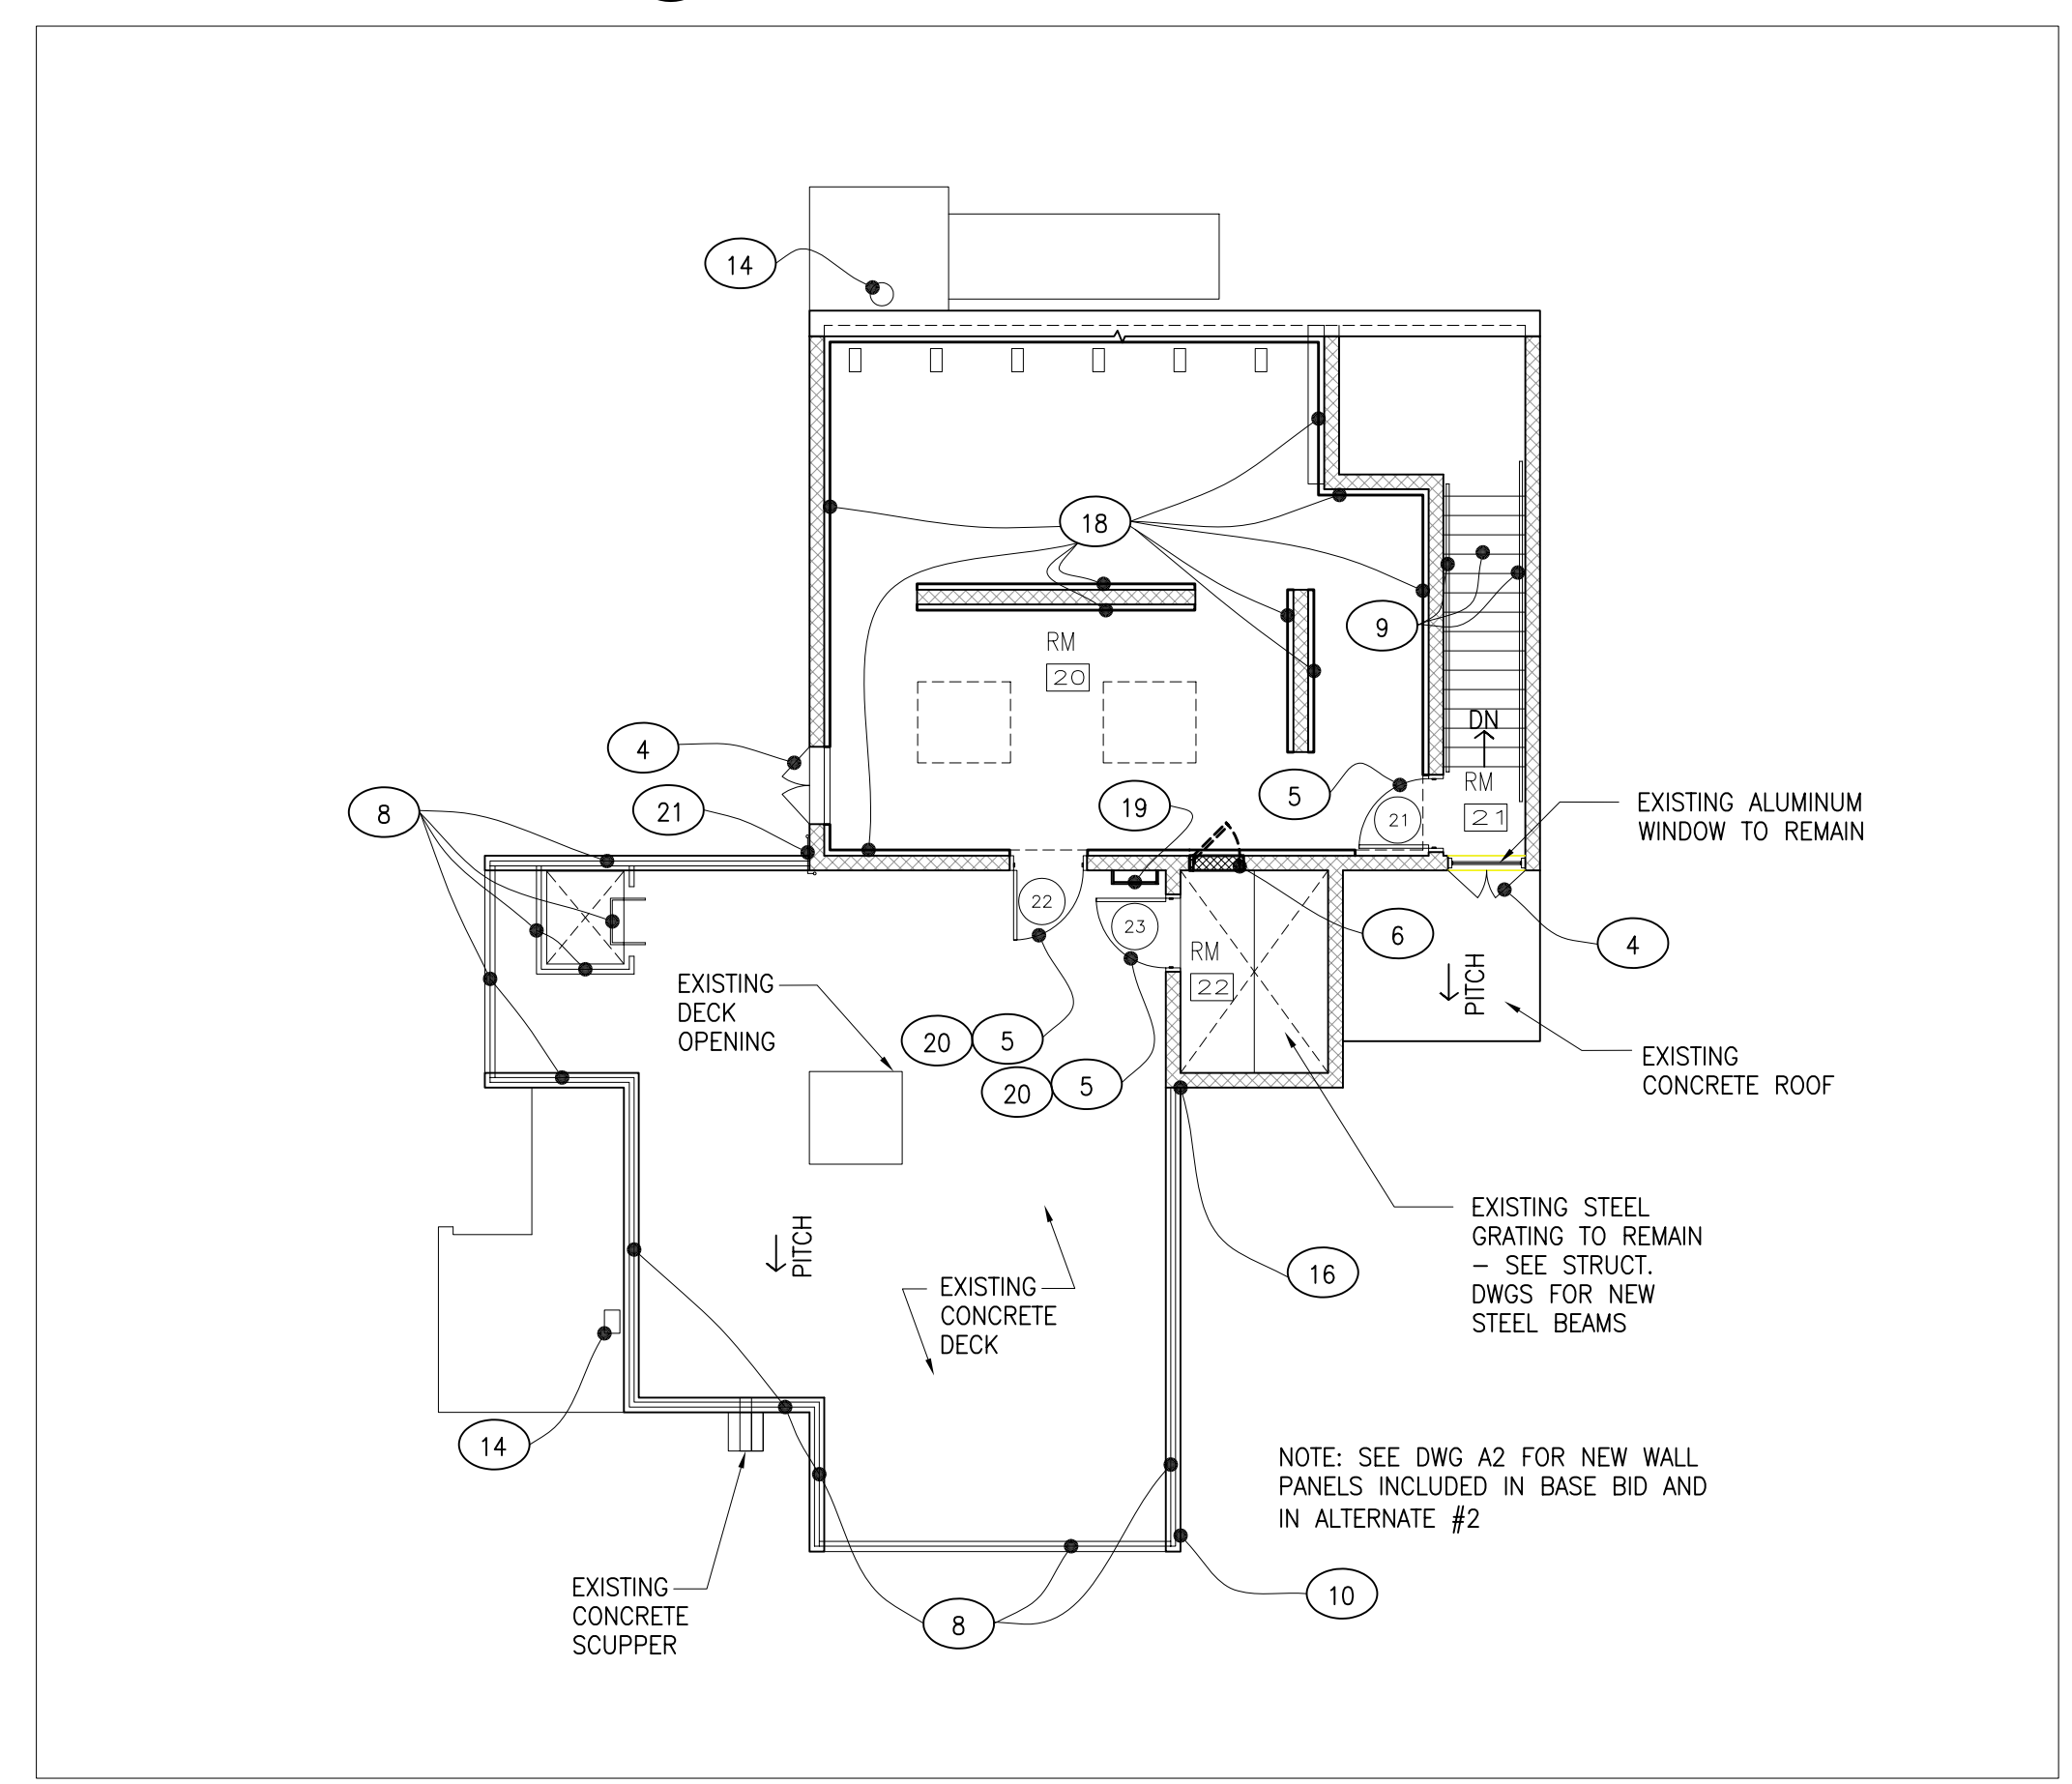 14
18
9
RM
20
4
DN
RM
21
5
21
19
21
8
EXISTING ALUMINUM
WINDOW TO REMAIN
22
23
6
4
RM
22
PITCH
EXISTING
DECK
OPENING
20
5
20
5
EXISTING
CONCRETE ROOF
EXISTING STEEL
GRATING TO REMAIN
– SEE STRUCT.
DWGS FOR NEW
STEEL BEAMS
PITCH
16
EXISTING
CONCRETE
DECK
14
NOTE: SEE DWG A2 FOR NEW WALL
PANELS INCLUDED IN BASE BID AND
IN ALTERNATE #2
EXISTING
CONCRETE
SCUPPER
8
10